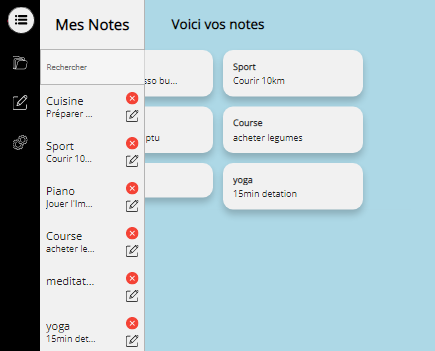 Mes Notes
Rechercher
Cuisine
Préparer ...
Sport
Courir 10...
Piano
Jouer l'Im...
Course
acheter le...
meditat...
yoga
15min det...
Voici vos notes
sso bu...
Sport
Courir 10km
ptu
Course
acheter legumes
yoga
15min detation